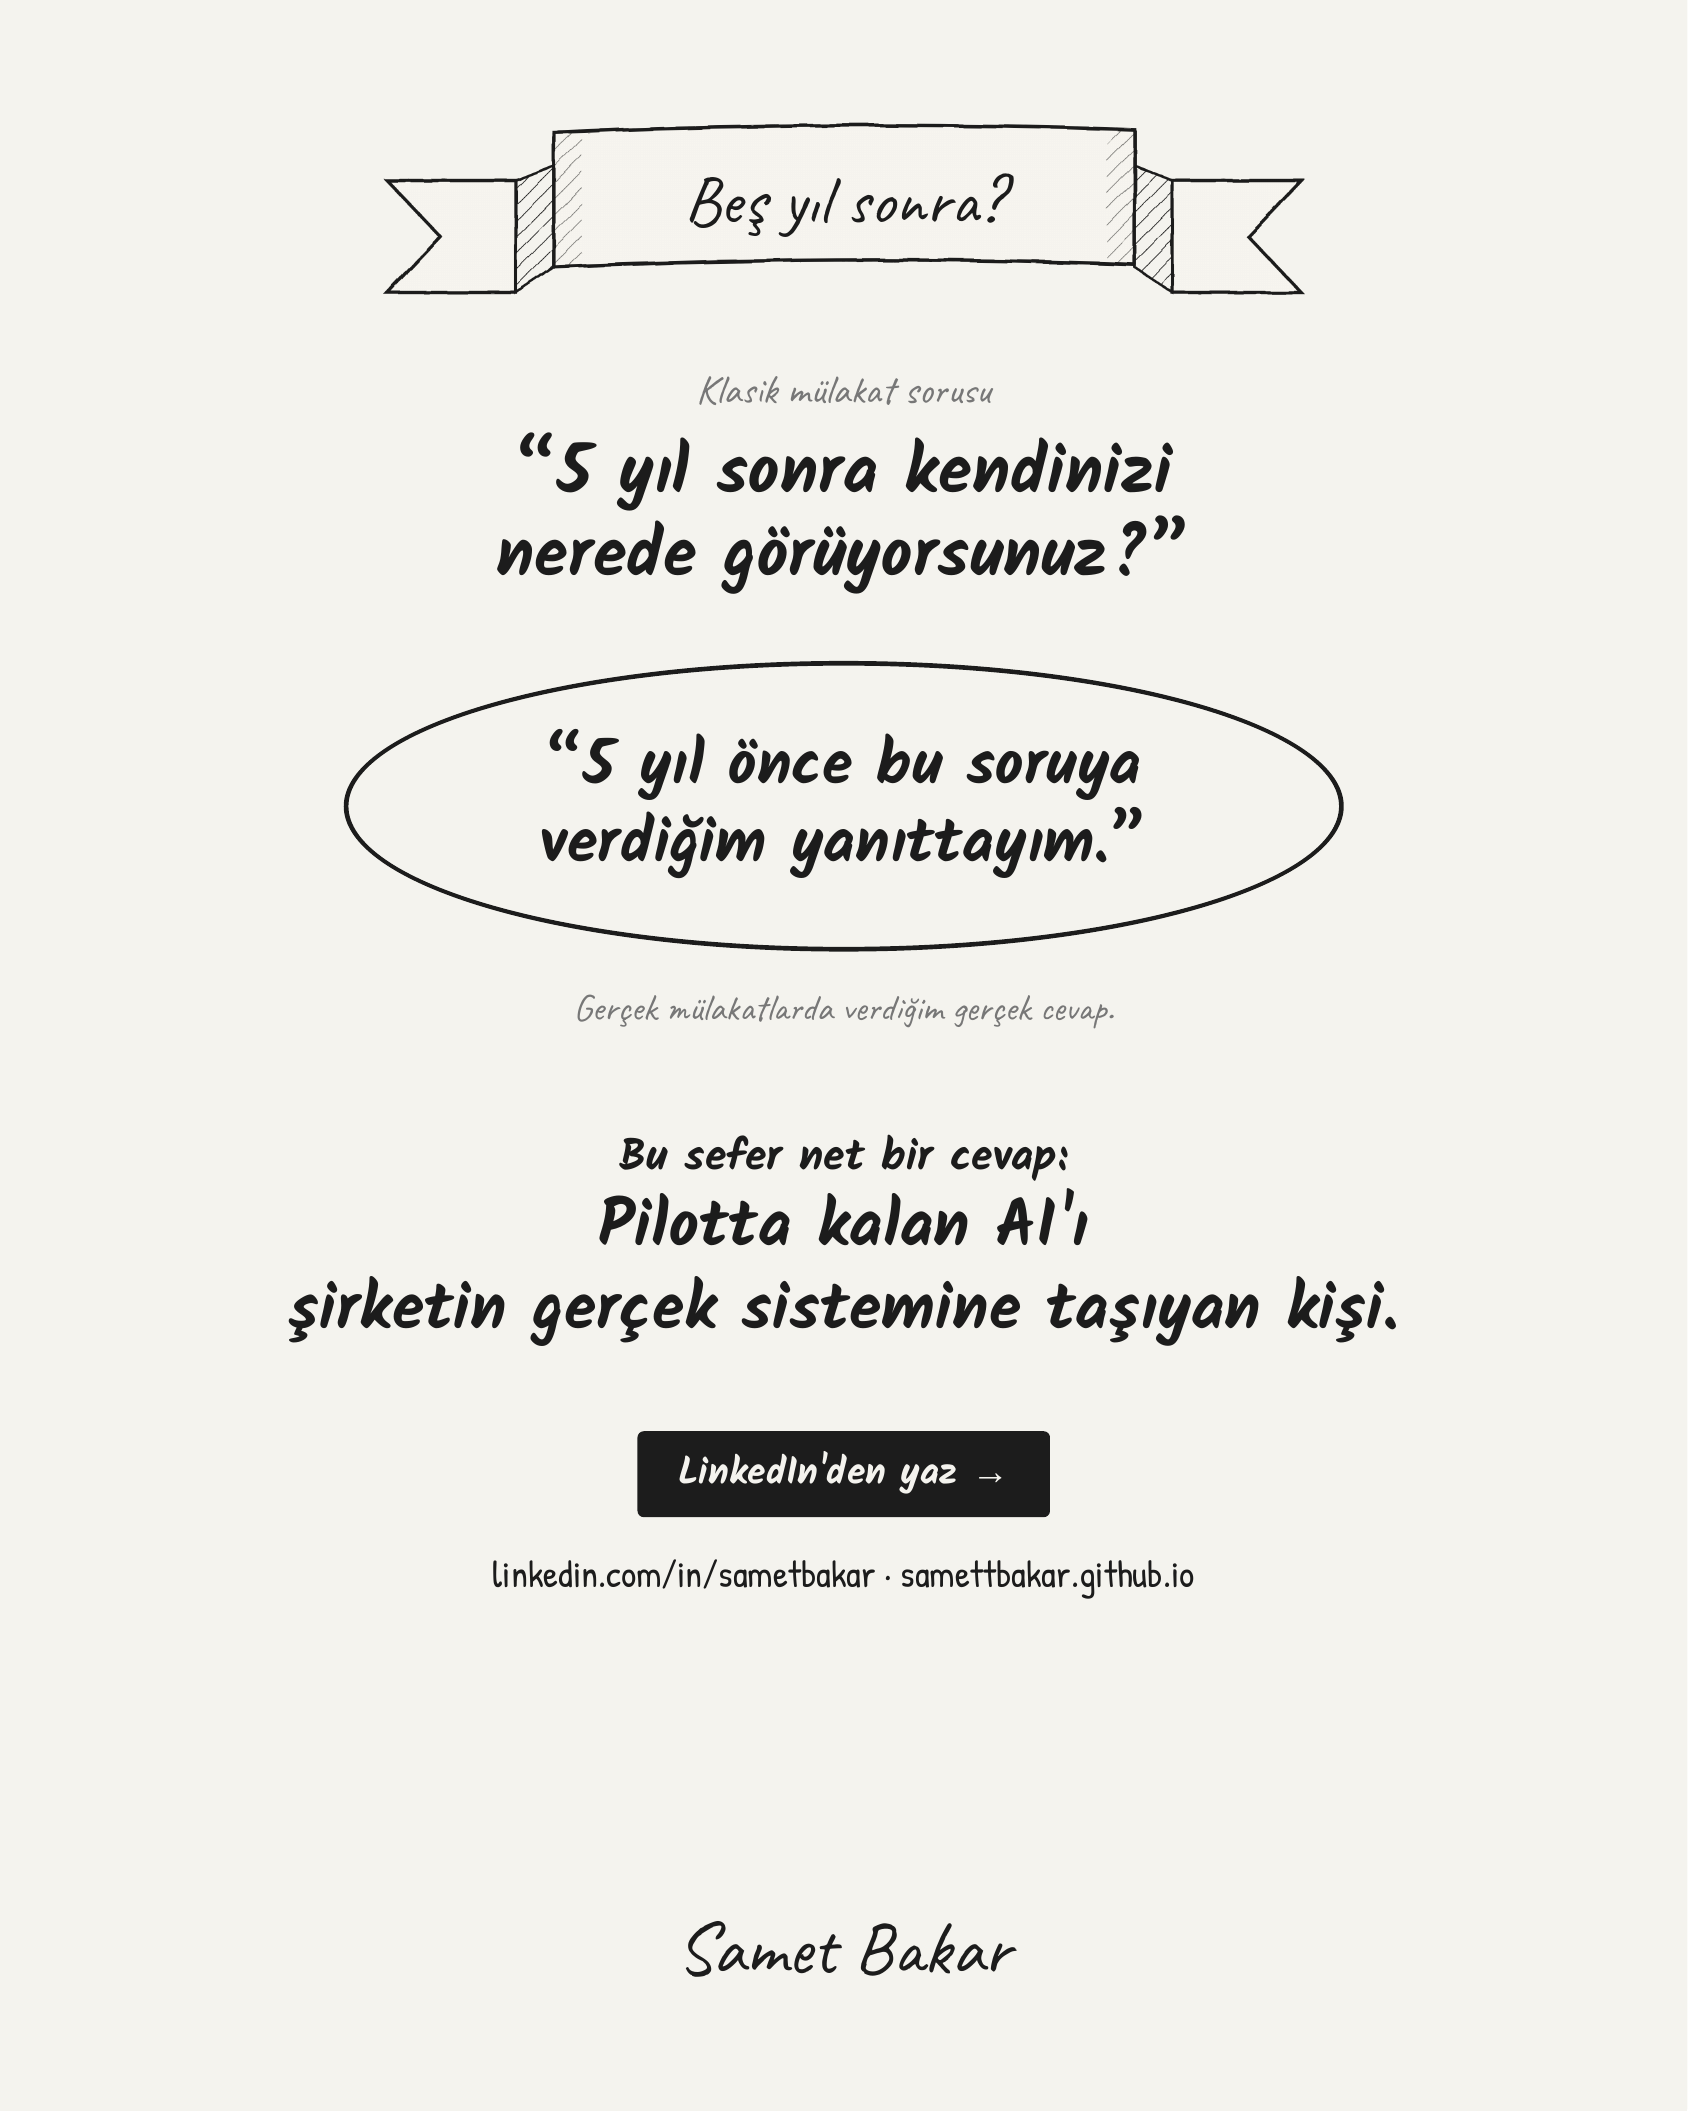 Beş yıl sonra?
Klasik mülakat sorusu
“5 yıl sonra kendinizi
nerede görüyorsunuz?”
“5 yıl önce bu soruya
verdiğim yanıttayım.”
Gerçek mülakatlarda verdiğim gerçek cevap.
Bu sefer net bir cevap:
Pilotta kalan AI'ı
şirketin gerçek sistemine taşıyan kişi.
LinkedIn'den yaz →
linkedin.com/in/sametbakar · samettbakar.github.io
Samet Bakar